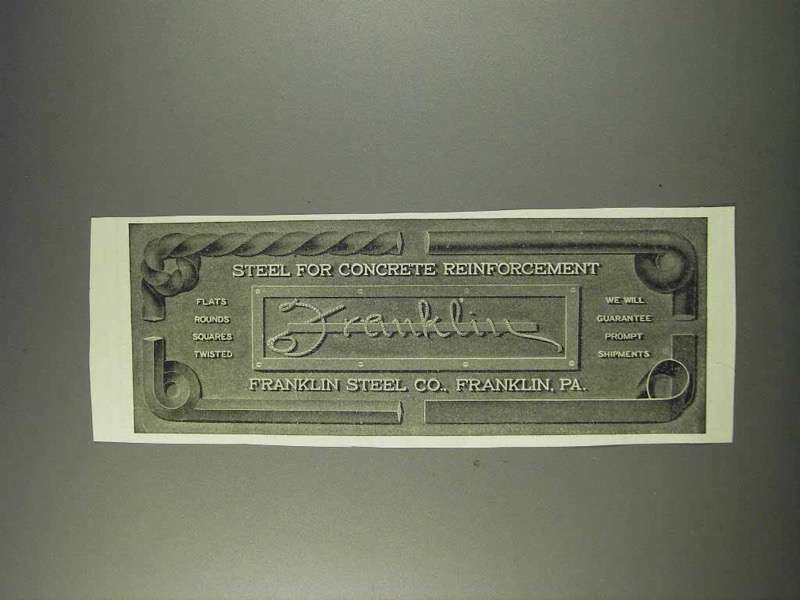 STEEL FOR CONCRETE REINFORCEMENT
FLATS
ROUNDS
SQUARES
TWISTED
Franklin
WE WILL
GUARANTEE
PROMPT
SHIPMENTS
FRANKLIN STEEL CO., FRANKLIN, PA.